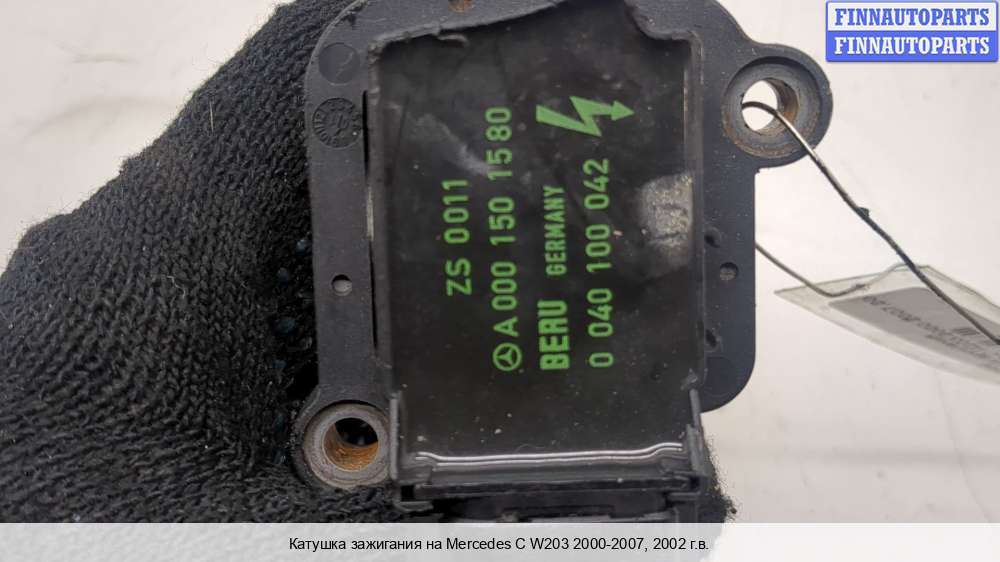 FINNAUTOPARTS
FINNAUTOPARTS
ZS 0011
A 000 150 15 80
BERU GERMANY
0 040 100 042
Катушка зажигания на Mercedes C W203 2000-2007, 2002 г.в.